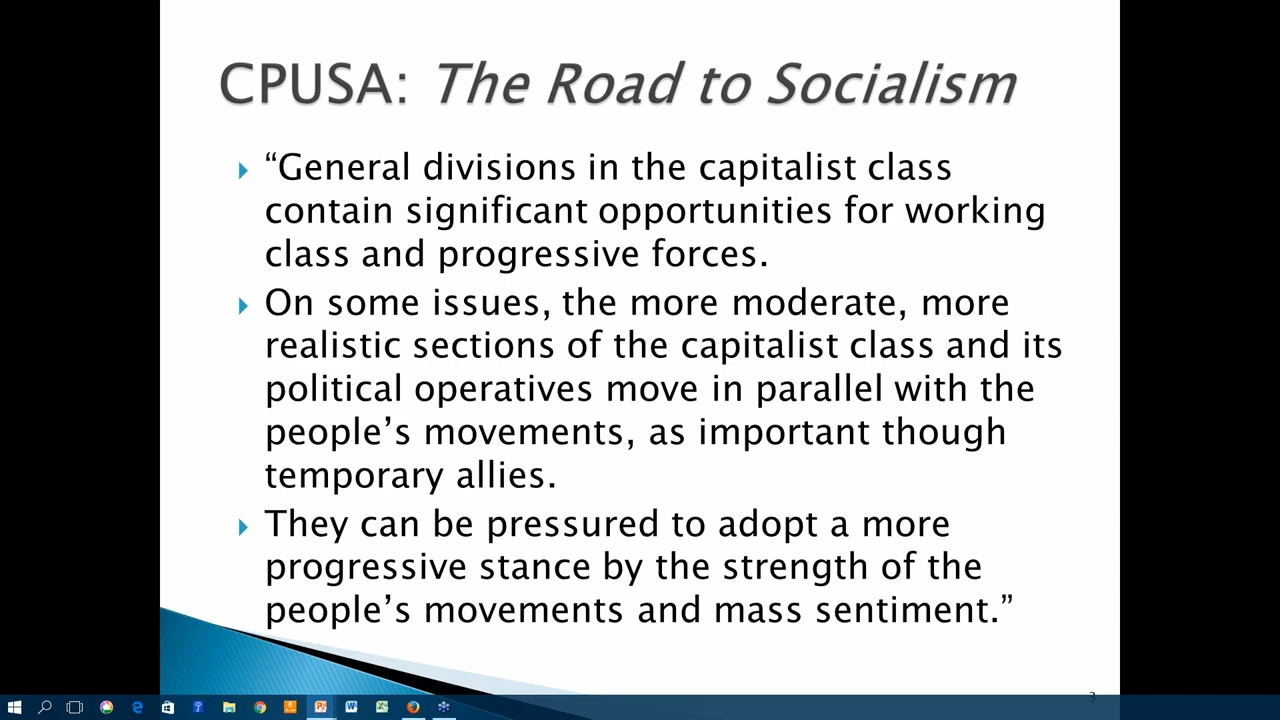 CPUSA: The Road to Socialism
“General divisions in the capitalist class
contain significant opportunities for working
class and progressive forces.
On some issues, the more moderate, more
realistic sections of the capitalist class and its
political operatives move in parallel with the
people’s movements, as important though
temporary allies.
They can be pressured to adopt a more
progressive stance by the strength of the
people’s movements and mass sentiment.”
3